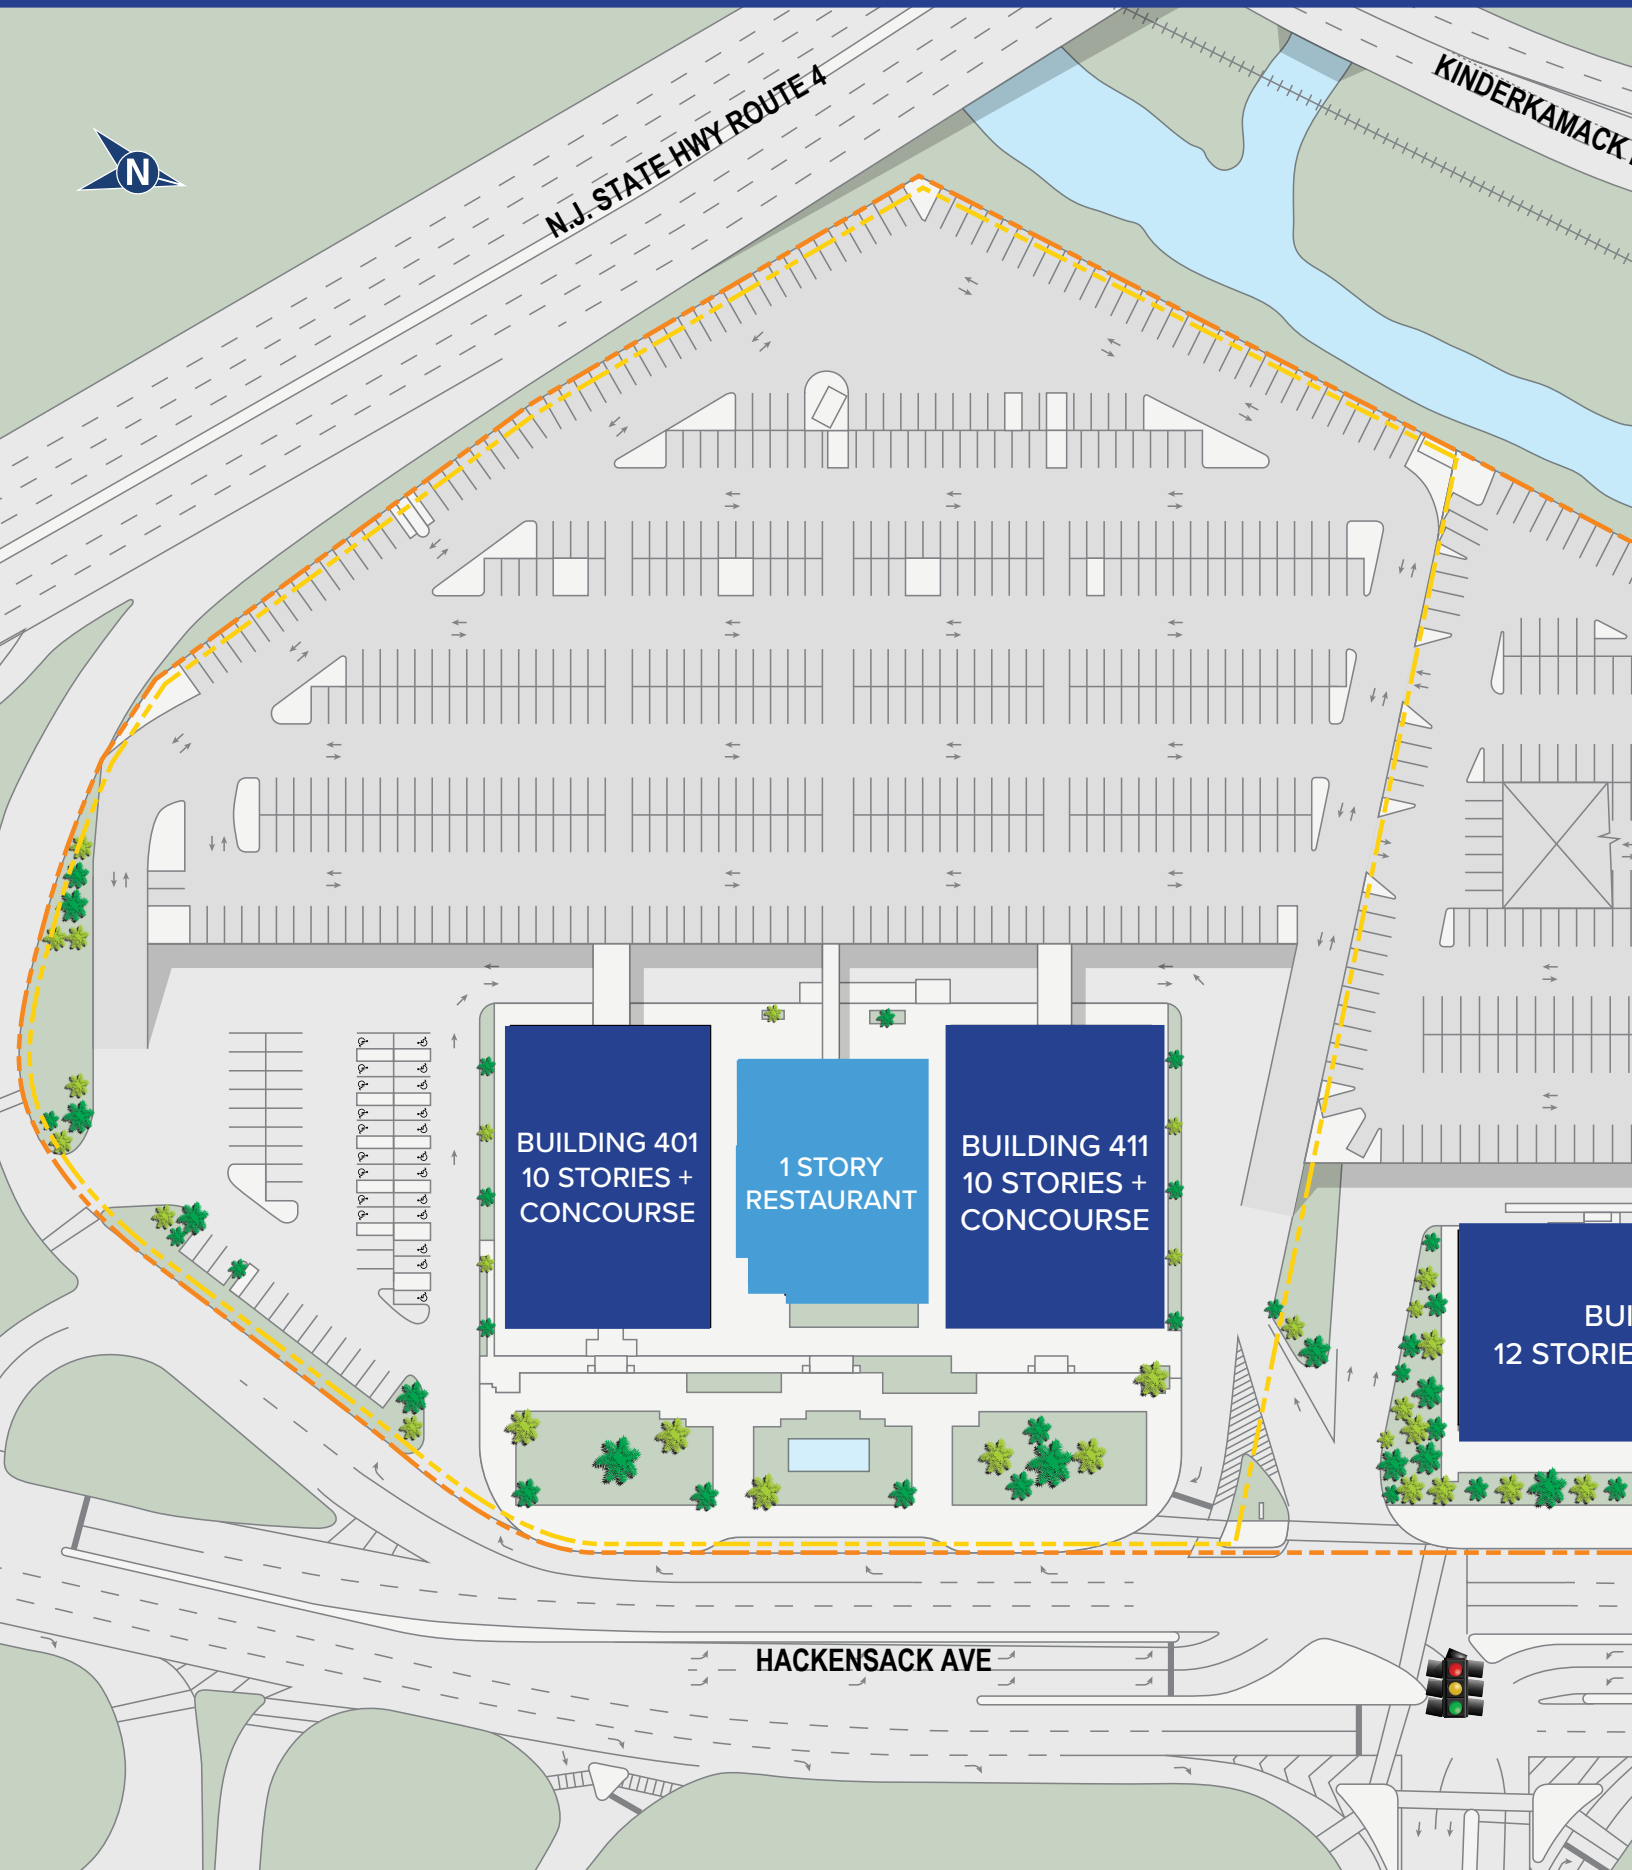 N.J. STATE HWY ROUTE 4
KINDERKAMACK
N
BUILDING 401
10 STORIES +
CONCOURSE
1 STORY
RESTAURANT
BUILDING 411
10 STORIES +
CONCOURSE
BUI
12 STORIE
HACKENSACK AVE